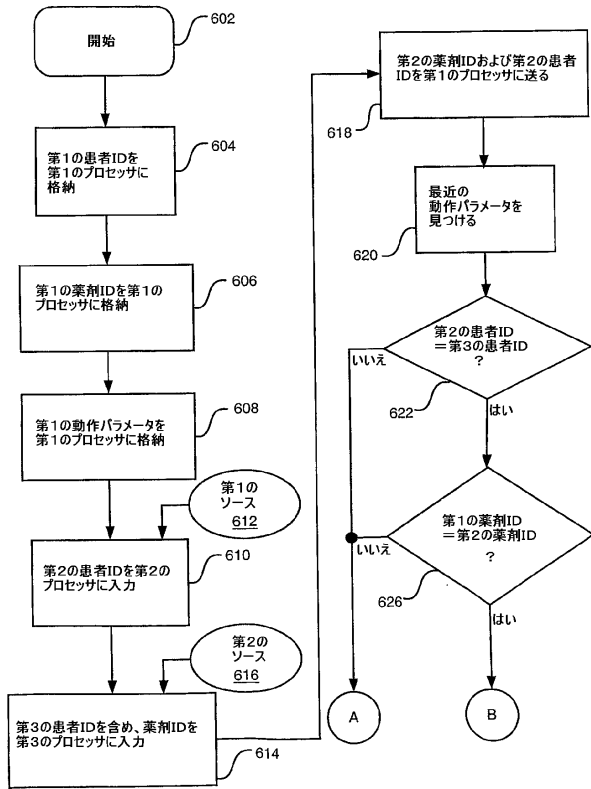 開始
602
第1の患者IDを
第1のプロセッサに
格納
604
第1の薬剤IDを第1の
プロセッサに格納
606
第1の動作パラメータを
第1のプロセッサに格納
608
第1の
ソース
612
第2の患者IDを第2の
プロセッサに入力
610
第2の
ソース
616
第3の患者IDを含め、薬剤IDを
第3のプロセッサに入力
614
第2の薬剤IDおよび第2の患者
IDを第1のプロセッサに送る
618
最近の
動作パラメータを
見つける
620
第2の患者ID
＝第3の患者ID
？
いいえ
622
はい
第1の薬剤ID
＝第2の薬剤ID
？
いいえ
626
はい
A
B